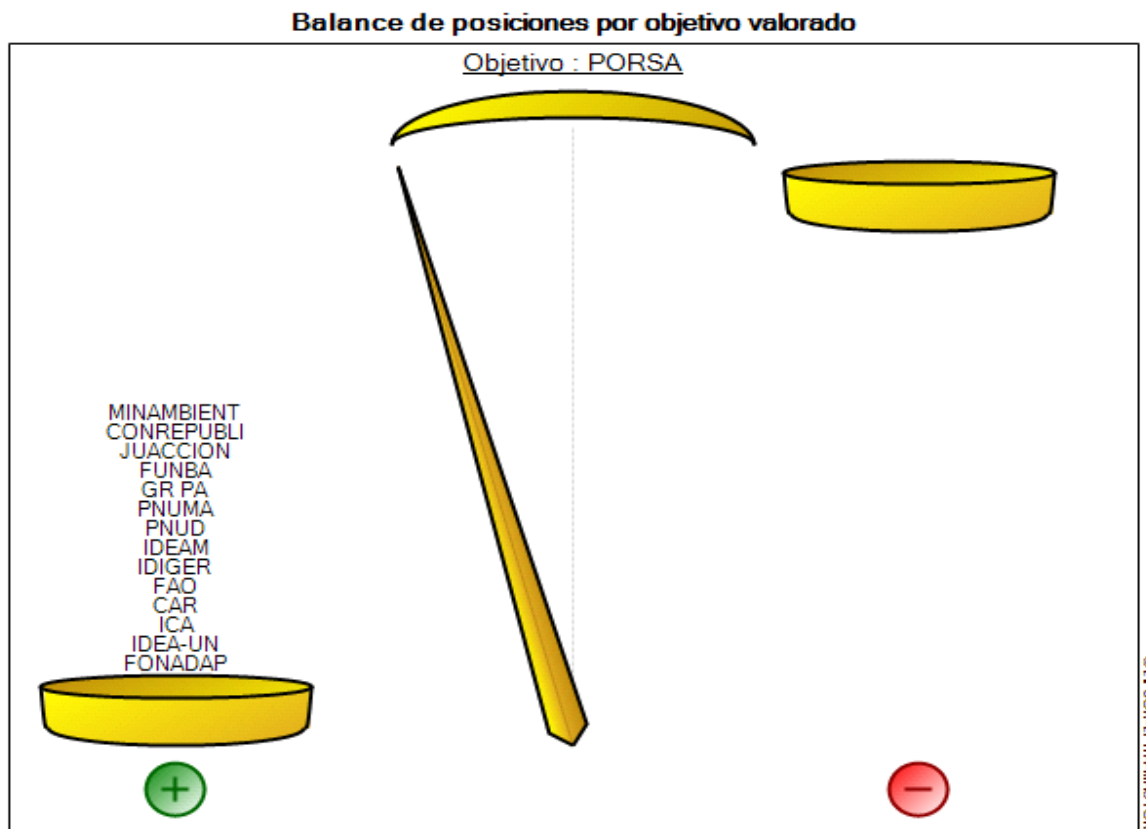 Balance de posiciones por objetivo valorado
Objetivo : PORSA
MINAMBIENT
CONREPUBLI
JUACCION
FUNBA
GR PA
PNUMA
PNUD
IDEAM
IDIGER
FAO
CAR
ICA
IDEA-UN
FONADAP
+
−